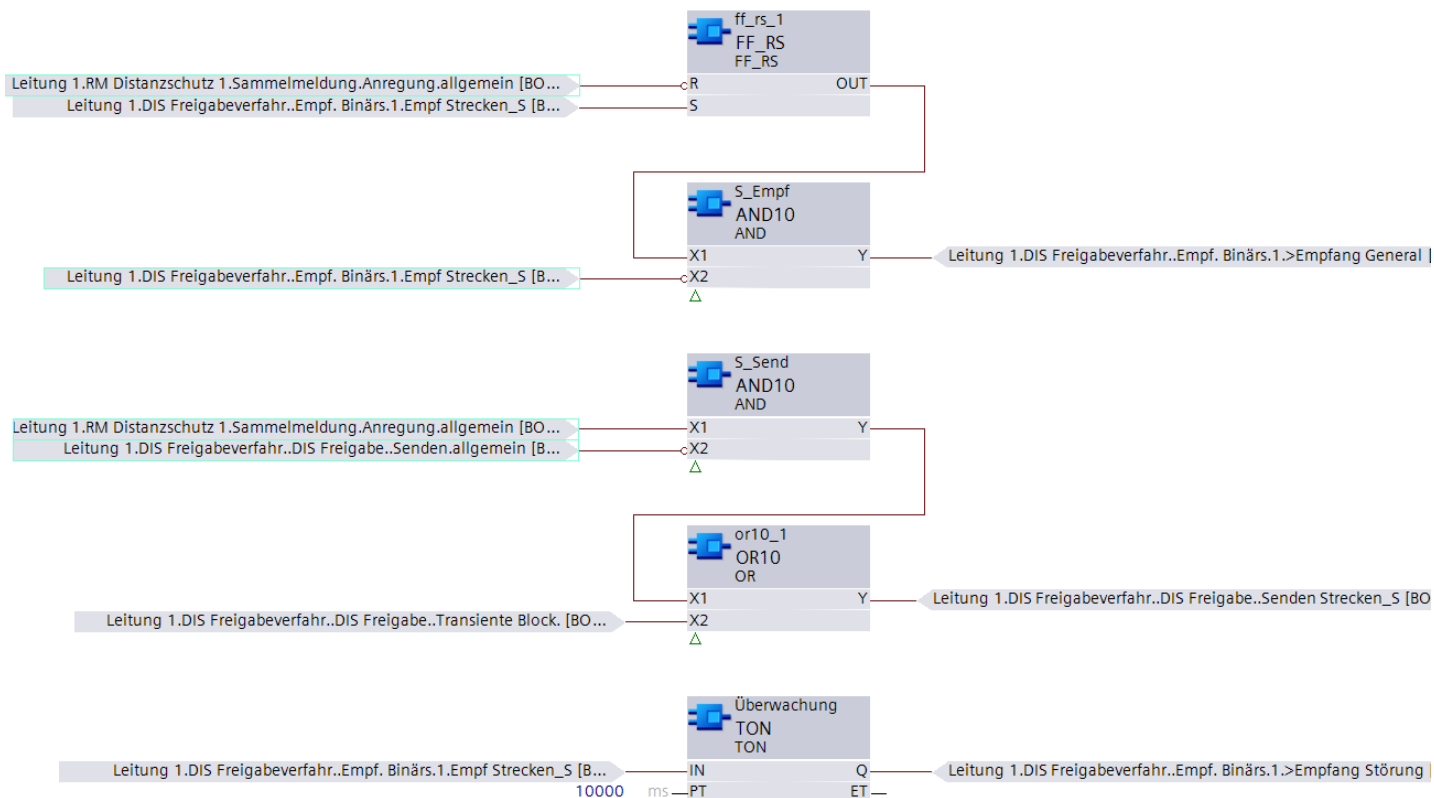 ff_rs_1
FF_RS
FF_RS
Leitung 1.RM Distanzschutz 1.Sammelmeldung.Anregung.allgemein [BO... R OUT
Leitung 1.DIS Freigabeverfahr..Empf. Binärs.1.Empf Strecken_S [B... S
S_Empf
AND10
AND
X1 Y Leitung 1.DIS Freigabeverfahr..Empf. Binärs.1.>Empfang General [
Leitung 1.DIS Freigabeverfahr..Empf. Binärs.1.Empf Strecken_S [B... X2
S_Send
AND10
AND
Leitung 1.RM Distanzschutz 1.Sammelmeldung.Anregung.allgemein [BO... X1 Y
Leitung 1.DIS Freigabeverfahr..DIS Freigabe..Senden.allgemein [B... X2
or10_1
OR10
OR
X1 Y Leitung 1.DIS Freigabeverfahr..DIS Freigabe..Senden Strecken_S [BO
Leitung 1.DIS Freigabeverfahr..DIS Freigabe..Transiente Block. [BO... X2
Überwachung
TON
TON
Leitung 1.DIS Freigabeverfahr..Empf. Binärs.1.Empf Strecken_S [B... IN Q Leitung 1.DIS Freigabeverfahr..Empf. Binärs.1.>Empfang Störung [
10000 ms PT ET